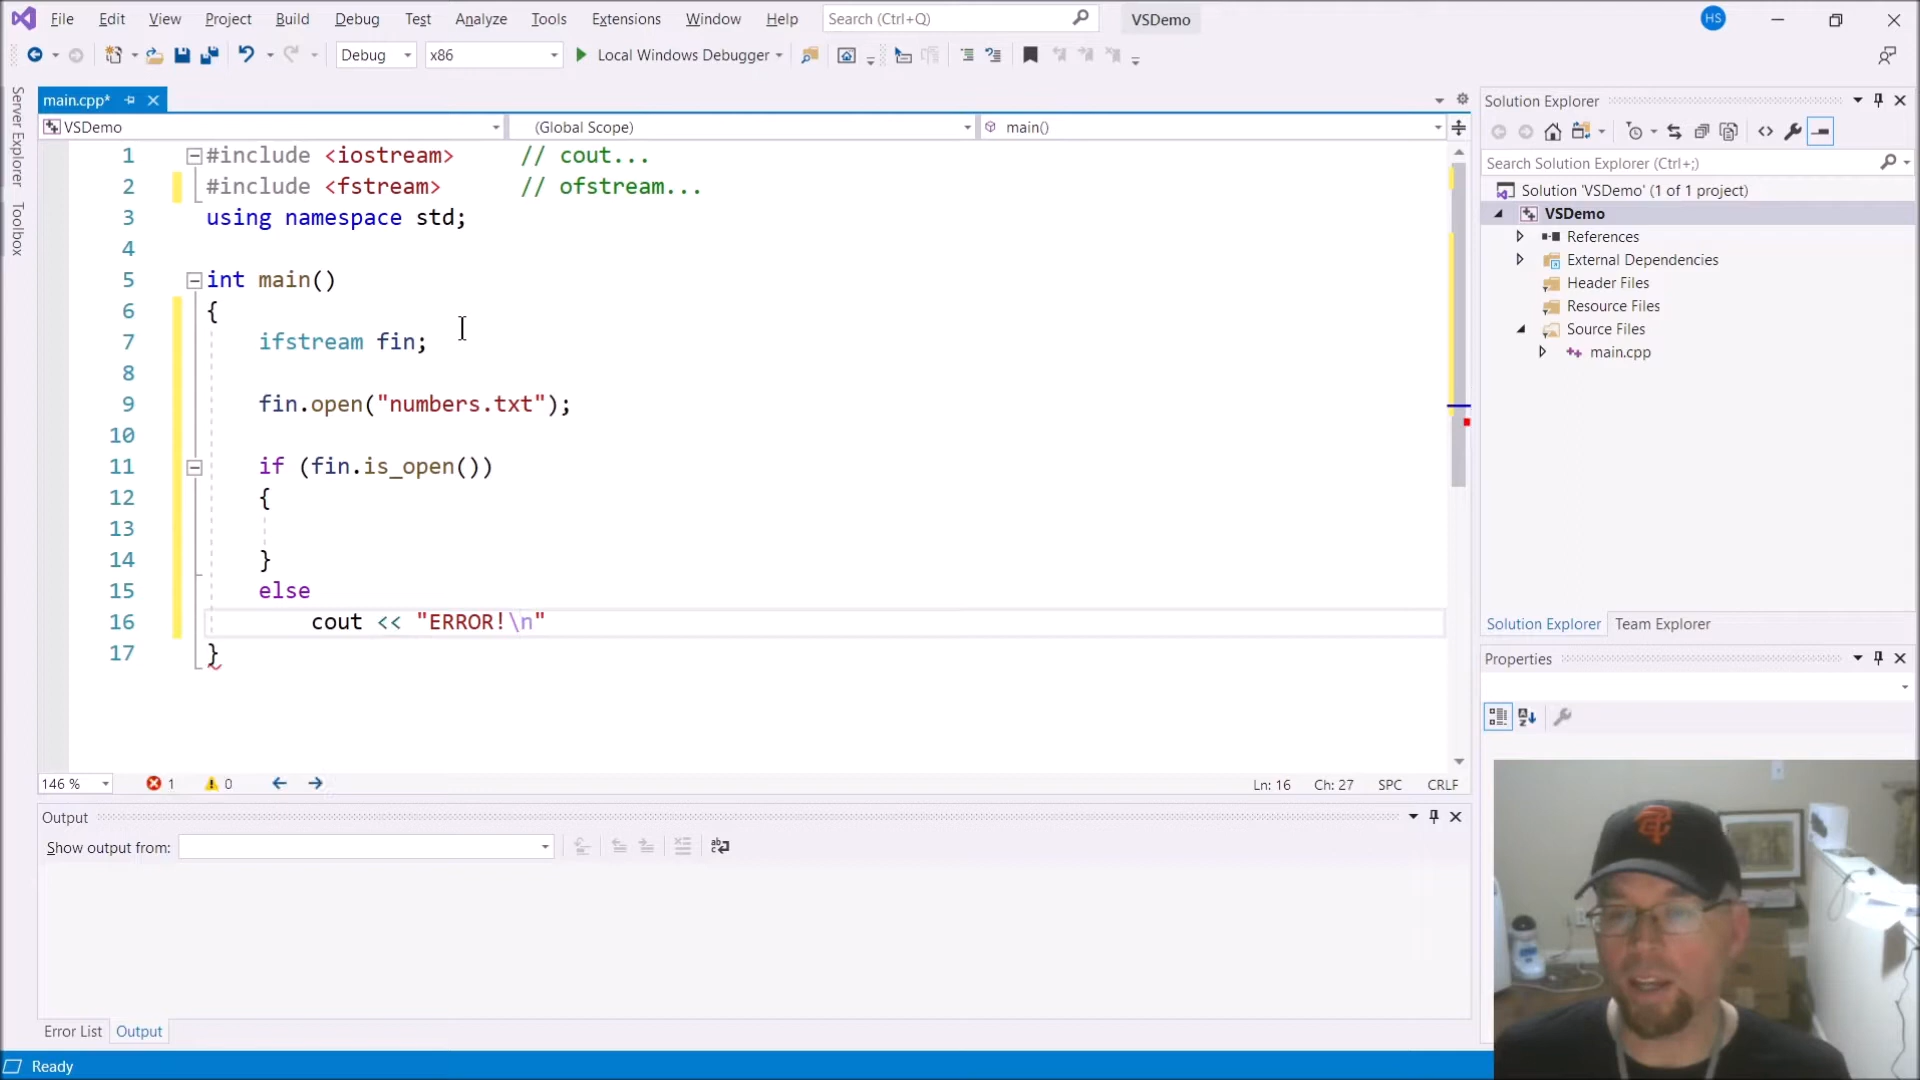 File Edit View Project Build Debug Test Analyze Tools Extensions Window Help Search (Ctrl+Q) VSDemo HS
Debug x86 Local Windows Debugger
Server Explorer
Toolbox
main.cpp*
VSDemo (Global Scope) main()
1 #include <iostream> // cout...
2 #include <fstream> // ofstream...
3 using namespace std;
4
5 int main()
6 {
7 ifstream fin;
8
9 fin.open("numbers.txt");
10
11 if (fin.is_open())
12 {
13
14 }
15 else
16 cout << "ERROR!\n"
17 }
146 % 1 0 Ln: 16 Ch: 27 SPC CRLF
Output
Show output from:
Error List Output
Ready
Solution Explorer
Search Solution Explorer (Ctrl+;)
Solution 'VSDemo' (1 of 1 project)
VSDemo
References
External Dependencies
Header Files
Resource Files
Source Files
main.cpp
Solution Explorer Team Explorer
Properties